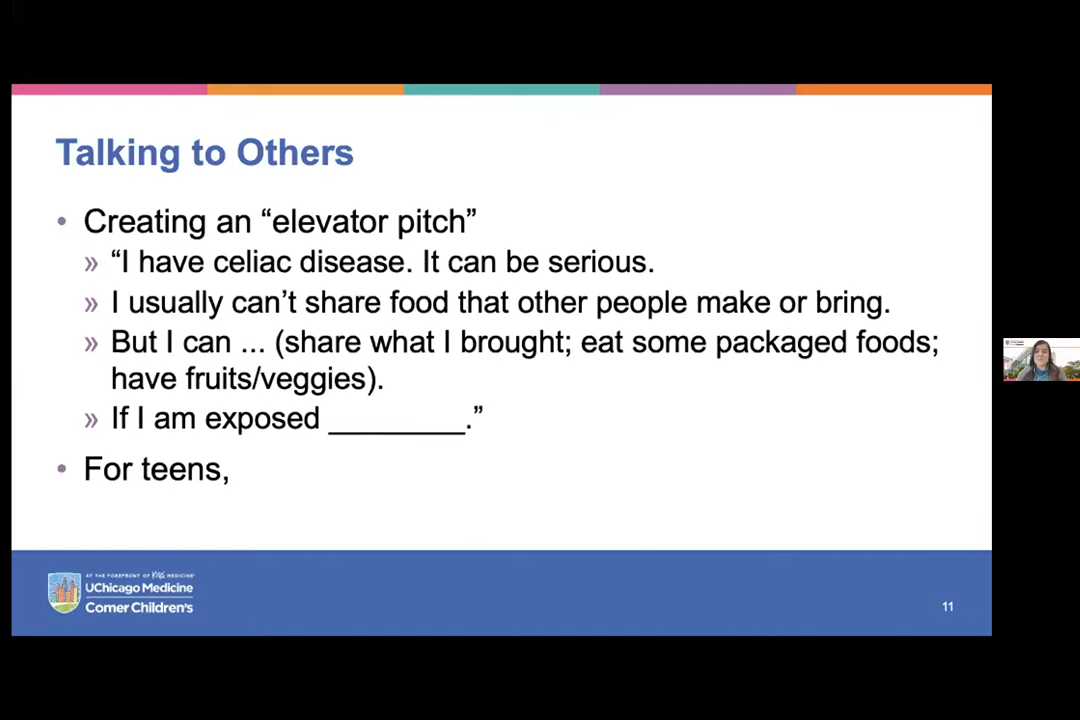 Talking to Others
• Creating an “elevator pitch”
» “I have celiac disease. It can be serious.
» I usually can’t share food that other people make or bring.
» But I can ... (share what I brought; eat some packaged foods;
have fruits/veggies).
» If I am exposed ________.”
• For teens,
AT THE FOREFRONT OF Kids MEDICINE
UChicago Medicine
Comer Children's
11